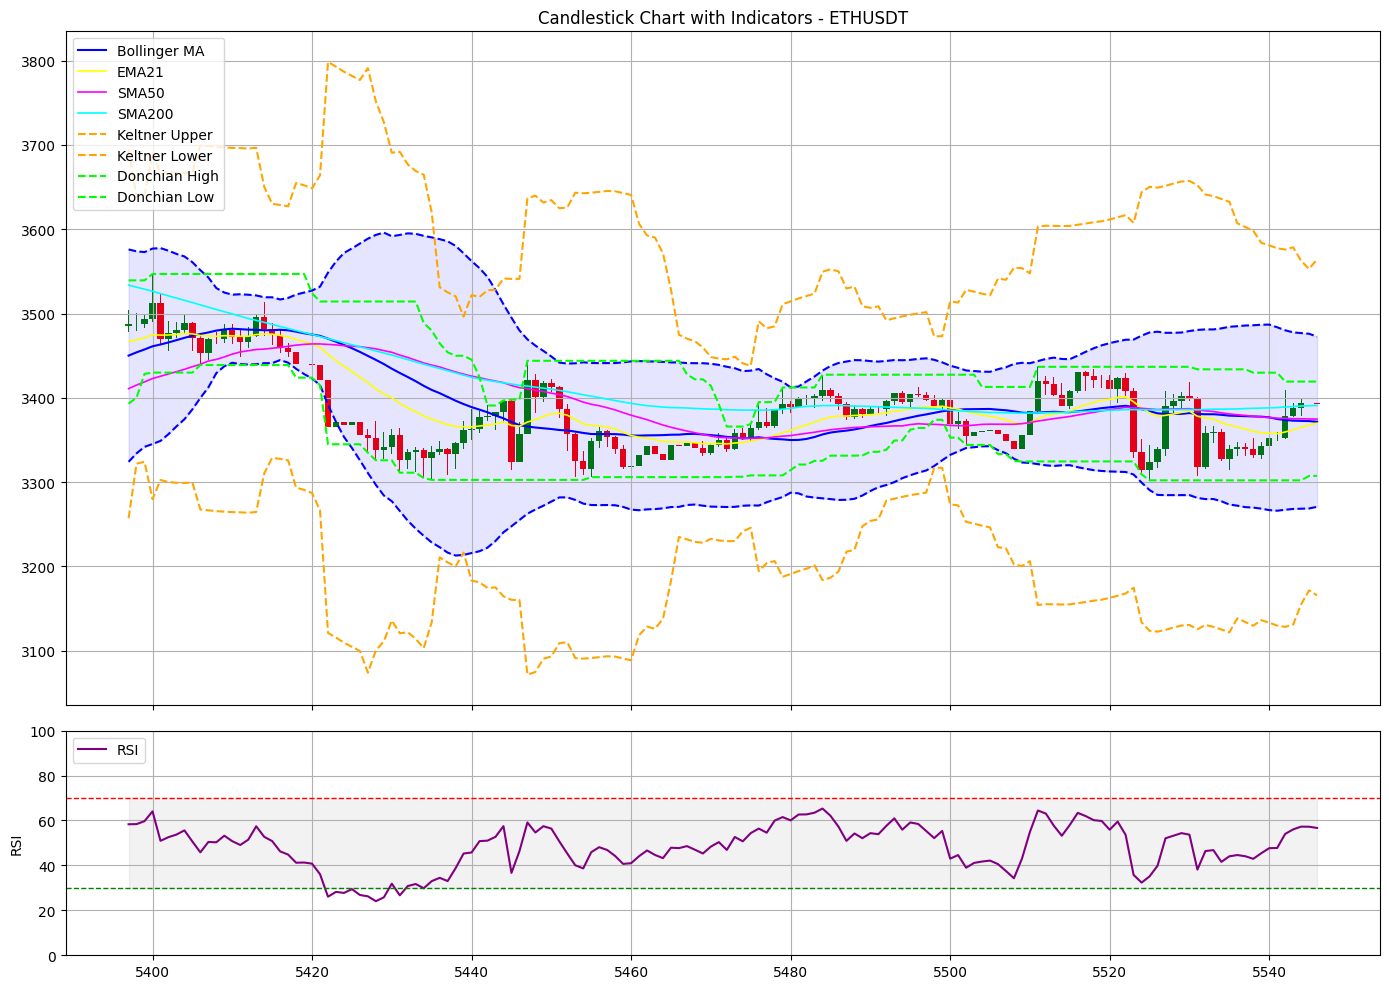 Candlestick Chart with Indicators - ETHUSDT
Bollinger MA
EMA21
SMA50
SMA200
Keltner Upper
Keltner Lower
Donchian High
Donchian Low
3800
3700
3600
3500
3400
3300
3200
3100
RSI
RSI
100
80
60
40
20
0
5400 5420 5440 5460 5480 5500 5520 5540